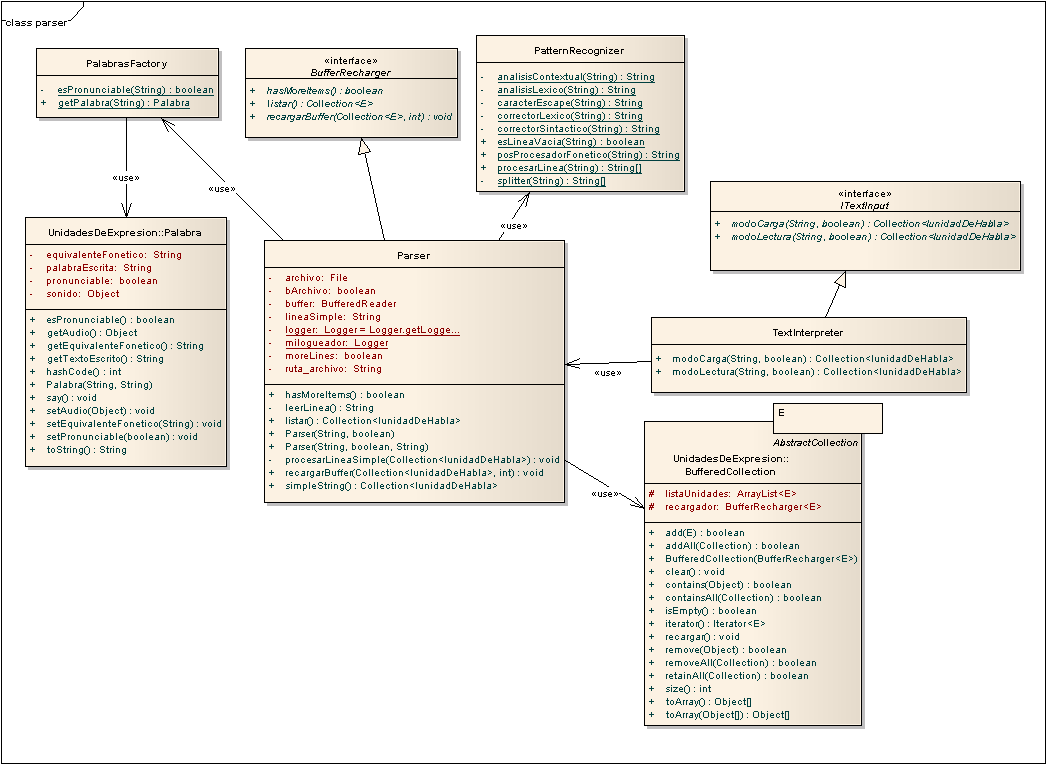 class parser
PalabrasFactory
- esPronunciable(String) : boolean
+ getPalabra(String) : Palabra
«interface»
BufferRecharger
+ hasMoreItems() : boolean
+ listar() : Collection<E>
+ recargarBuffer(Collection<E>, int) : void
PatternRecognizer
- analisisContextual(String) : String
- analisisLexico(String) : String
- caracterEscape(String) : String
- correctorLexico(String) : String
- correctorSintactico(String) : String
+ esLineaVacia(String) : boolean
+ posProcesadorFonetico(String) : String
+ procesarLinea(String) : String[]
- splitter(String) : String[]
«interface»
ITextInput
+ modoCarga(String, boolean) : Collection<IunidadDeHabla>
+ modoLectura(String, boolean) : Collection<IunidadDeHabla>
«use»
«use»
«use»
UnidadesDeExpresion::Palabra
- equivalenteFonetico: String
- palabraEscrita: String
- pronunciable: boolean
- sonido: Object
+ esPronunciable() : boolean
+ getAudio() : Object
+ getEquivalenteFonetico() : String
+ getTextoEscrito() : String
+ hashCode() : int
+ Palabra(String, String)
+ say() : void
+ setAudio(Object) : void
+ setEquivalenteFonetico(String) : void
+ setPronunciable(boolean) : void
+ toString() : String
Parser
- archivo: File
- bArchivo: boolean
- buffer: BufferedReader
- lineaSimple: String
- logger: Logger = Logger.getLogge...
- milogueador: Logger
- moreLines: boolean
- ruta_archivo: String
+ hasMoreItems() : boolean
- leerLinea() : String
+ listar() : Collection<IunidadDeHabla>
+ Parser(String, boolean)
+ Parser(String, boolean, String)
- procesarLineaSimple(Collection<IunidadDeHabla>) : void
+ recargarBuffer(Collection<IunidadDeHabla>, int) : void
+ simpleString() : Collection<IunidadDeHabla>
TextInterpreter
+ modoCarga(String, boolean) : Collection<IunidadDeHabla>
+ modoLectura(String, boolean) : Collection<IunidadDeHabla>
«use»
«use»
E
AbstractCollection
UnidadesDeExpresion::
BufferedCollection
# listaUnidades: ArrayList<E>
# recargador: BufferRecharger<E>
+ add(E) : boolean
+ addAll(Collection) : boolean
+ BufferedCollection(BufferRecharger<E>)
+ clear() : void
+ contains(Object) : boolean
+ containsAll(Collection) : boolean
+ isEmpty() : boolean
+ iterator() : Iterator<E>
+ recargar() : void
+ remove(Object) : boolean
+ removeAll(Collection) : boolean
+ retainAll(Collection) : boolean
+ size() : int
+ toArray() : Object[]
+ toArray(Object[]) : Object[]